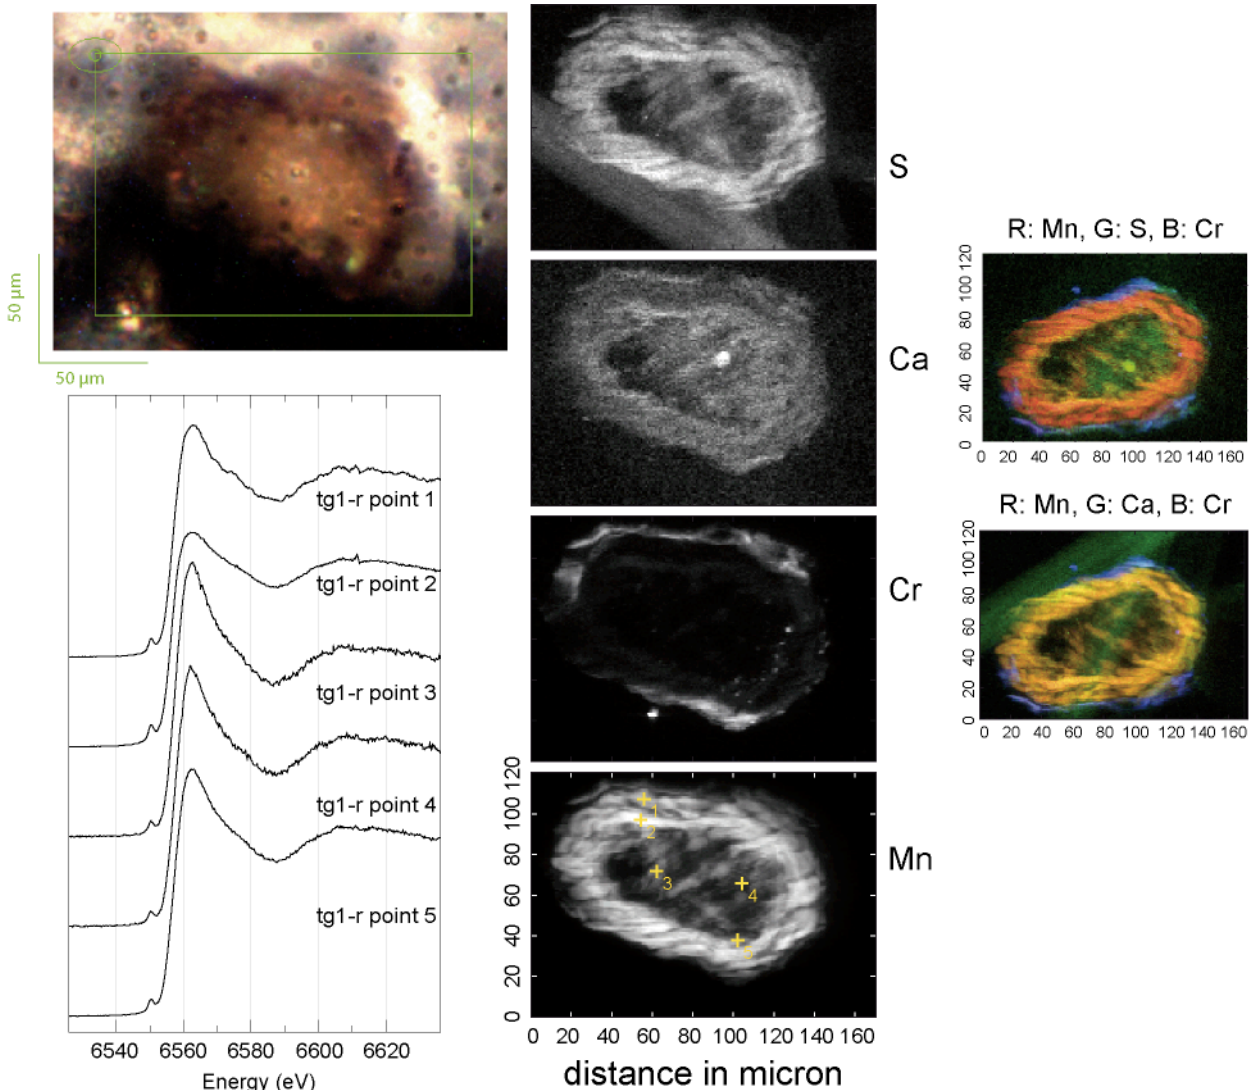 50 µm
50 µm
tg1-r point 1
tg1-r point 2
tg1-r point 3
tg1-r point 4
tg1-r point 5
6540 6560 6580 6600 6620
Energy (eV)
S
Ca
Cr
Mn
1
2
3
4
5
120
100
80
60
40
20
0
0 20 40 60 80 100 120 140 160
distance in micron
R: Mn, G: S, B: Cr
120
100
80
60
40
20
0
0 20 40 60 80 100 120 140 160
R: Mn, G: Ca, B: Cr
120
100
80
60
40
20
0
0 20 40 60 80 100 120 140 160